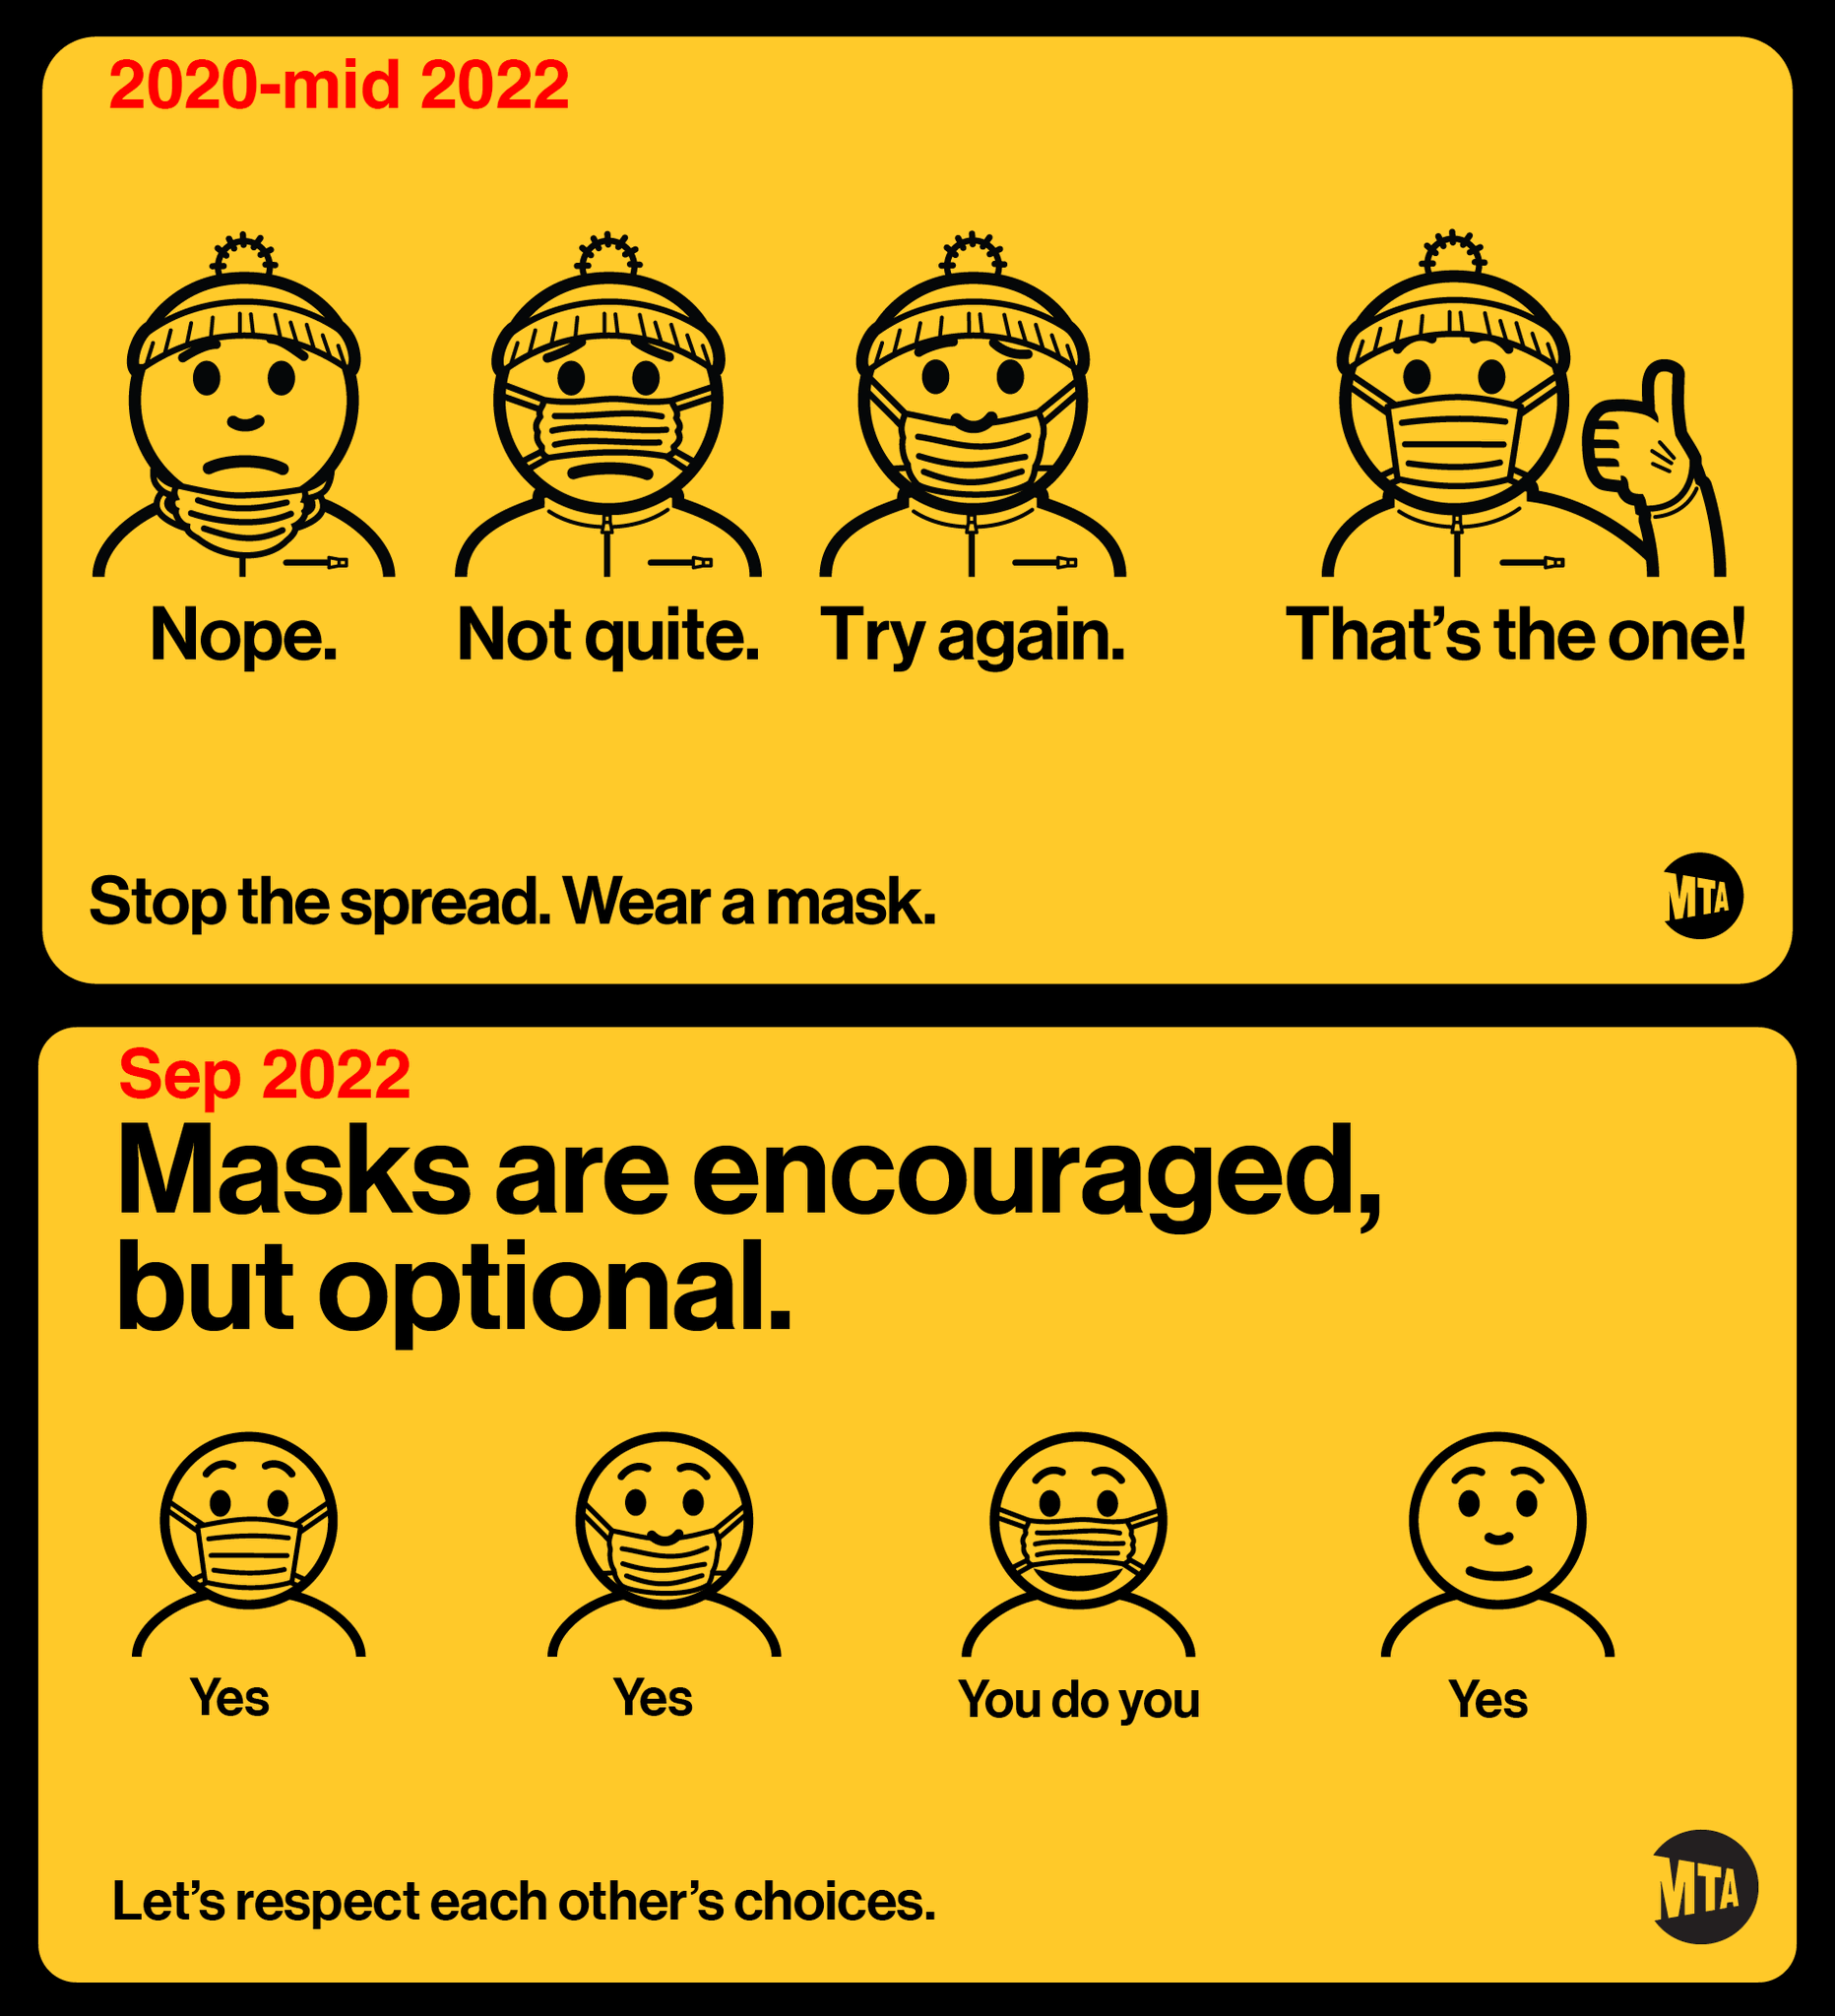 2020-mid 2022
Nope. Not quite. Try again. That’s the one!
Stop the spread. Wear a mask.
MTA
Sep 2022
Masks are encouraged,
but optional.
Yes Yes You do you Yes
Let’s respect each other’s choices.
MTA